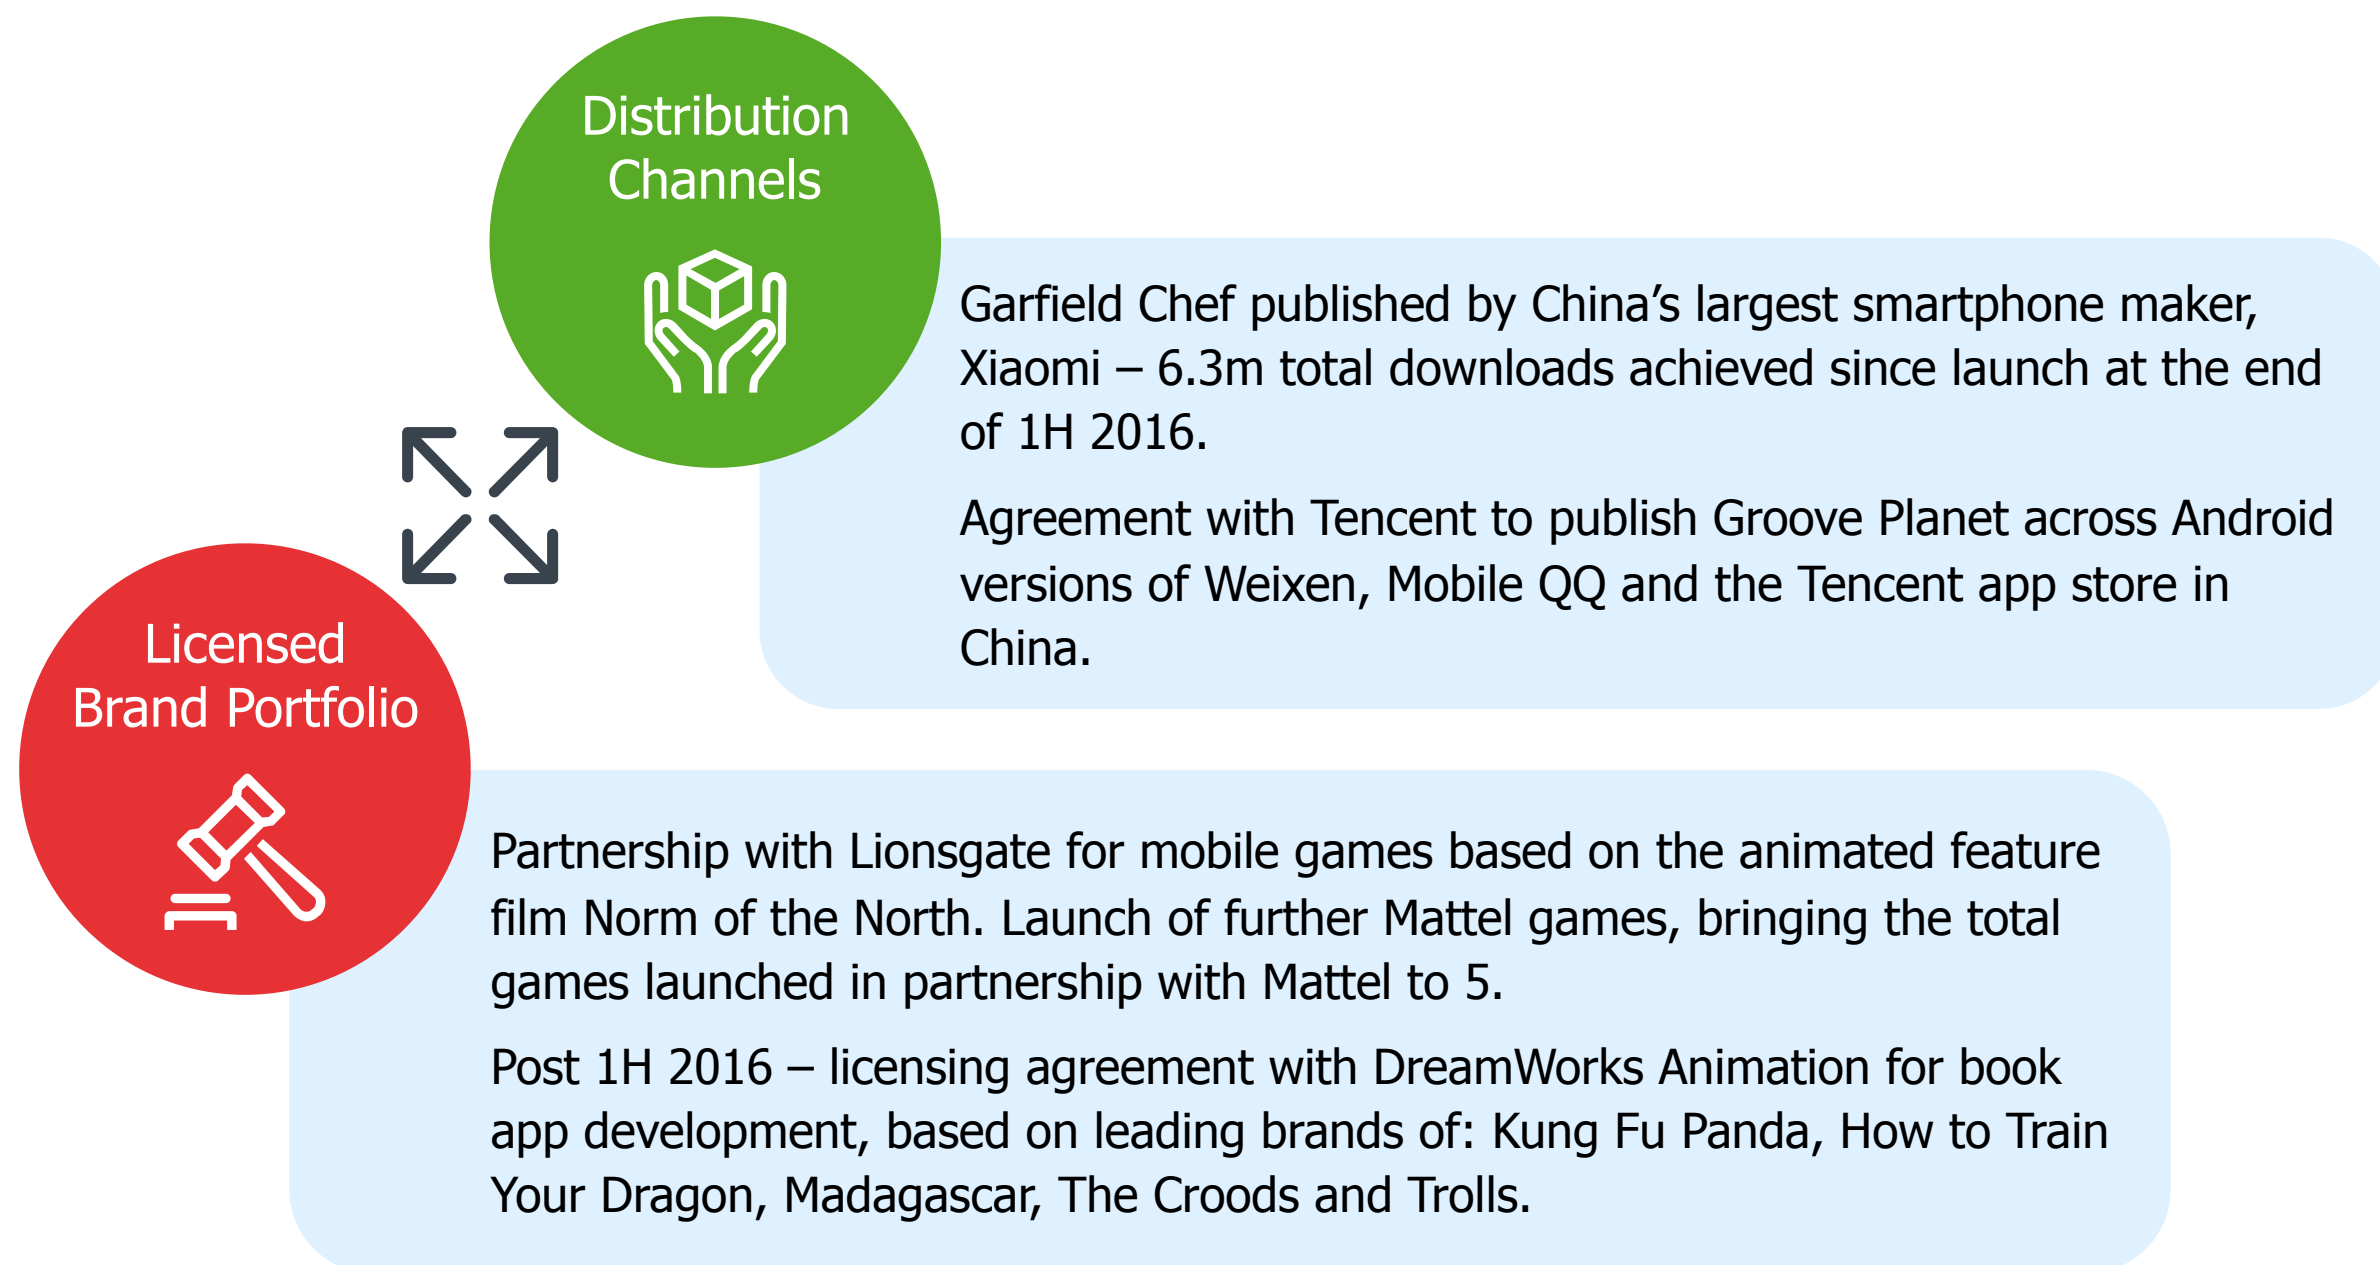 Distribution
Channels
Garfield Chef published by China’s largest smartphone maker,
Xiaomi – 6.3m total downloads achieved since launch at the end
of 1H 2016.
Agreement with Tencent to publish Groove Planet across Android
versions of Weixen, Mobile QQ and the Tencent app store in
China.
Licensed
Brand Portfolio
Partnership with Lionsgate for mobile games based on the animated feature
film Norm of the North. Launch of further Mattel games, bringing the total
games launched in partnership with Mattel to 5.
Post 1H 2016 – licensing agreement with DreamWorks Animation for book
app development, based on leading brands of: Kung Fu Panda, How to Train
Your Dragon, Madagascar, The Croods and Trolls.